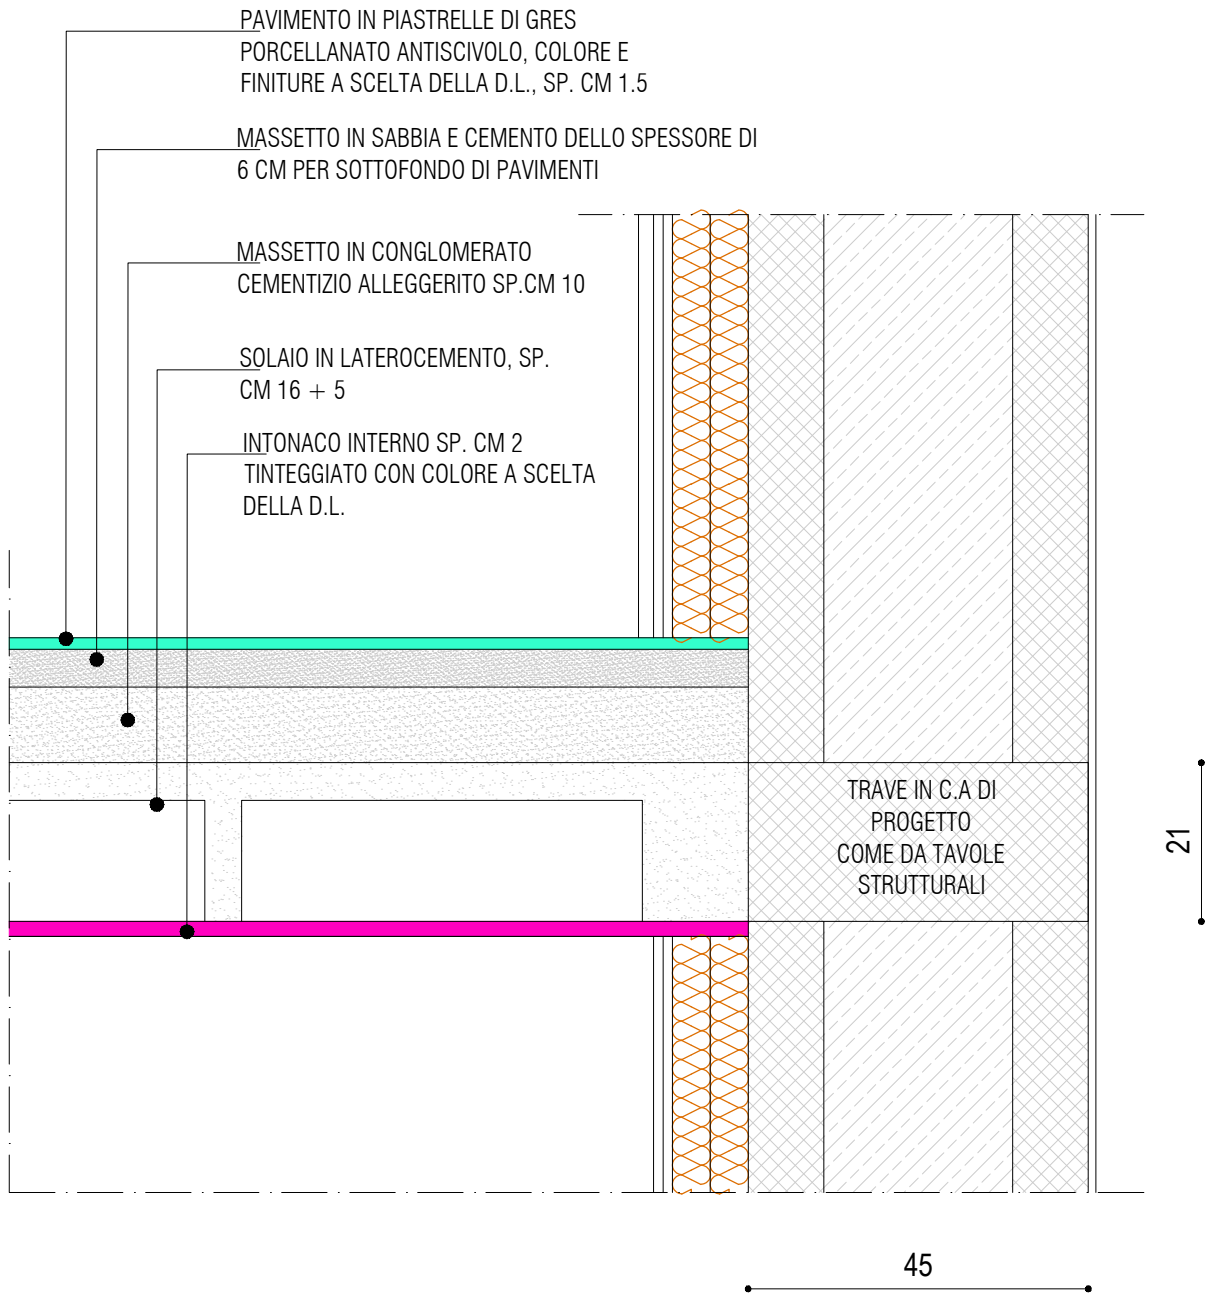 PAVIMENTO IN PIASTRELLE DI GRES
PORCELLANATO ANTISCIVOLO, COLORE E
FINITURE A SCELTA DELLA D.L., SP. CM 1.5
MASSETTO IN SABBIA E CEMENTO DELLO SPESSORE DI
6 CM PER SOTTOFONDO DI PAVIMENTI
MASSETTO IN CONGLOMERATO
CEMENTIZIO ALLEGGERITO SP.CM 10
SOLAIO IN LATEROCEMENTO, SP.
CM 16 + 5
INTONACO INTERNO SP. CM 2
TINTEGGIATO CON COLORE A SCELTA
DELLA D.L.
TRAVE IN C.A DI
PROGETTO
COME DA TAVOLE
STRUTTURALI
21
45